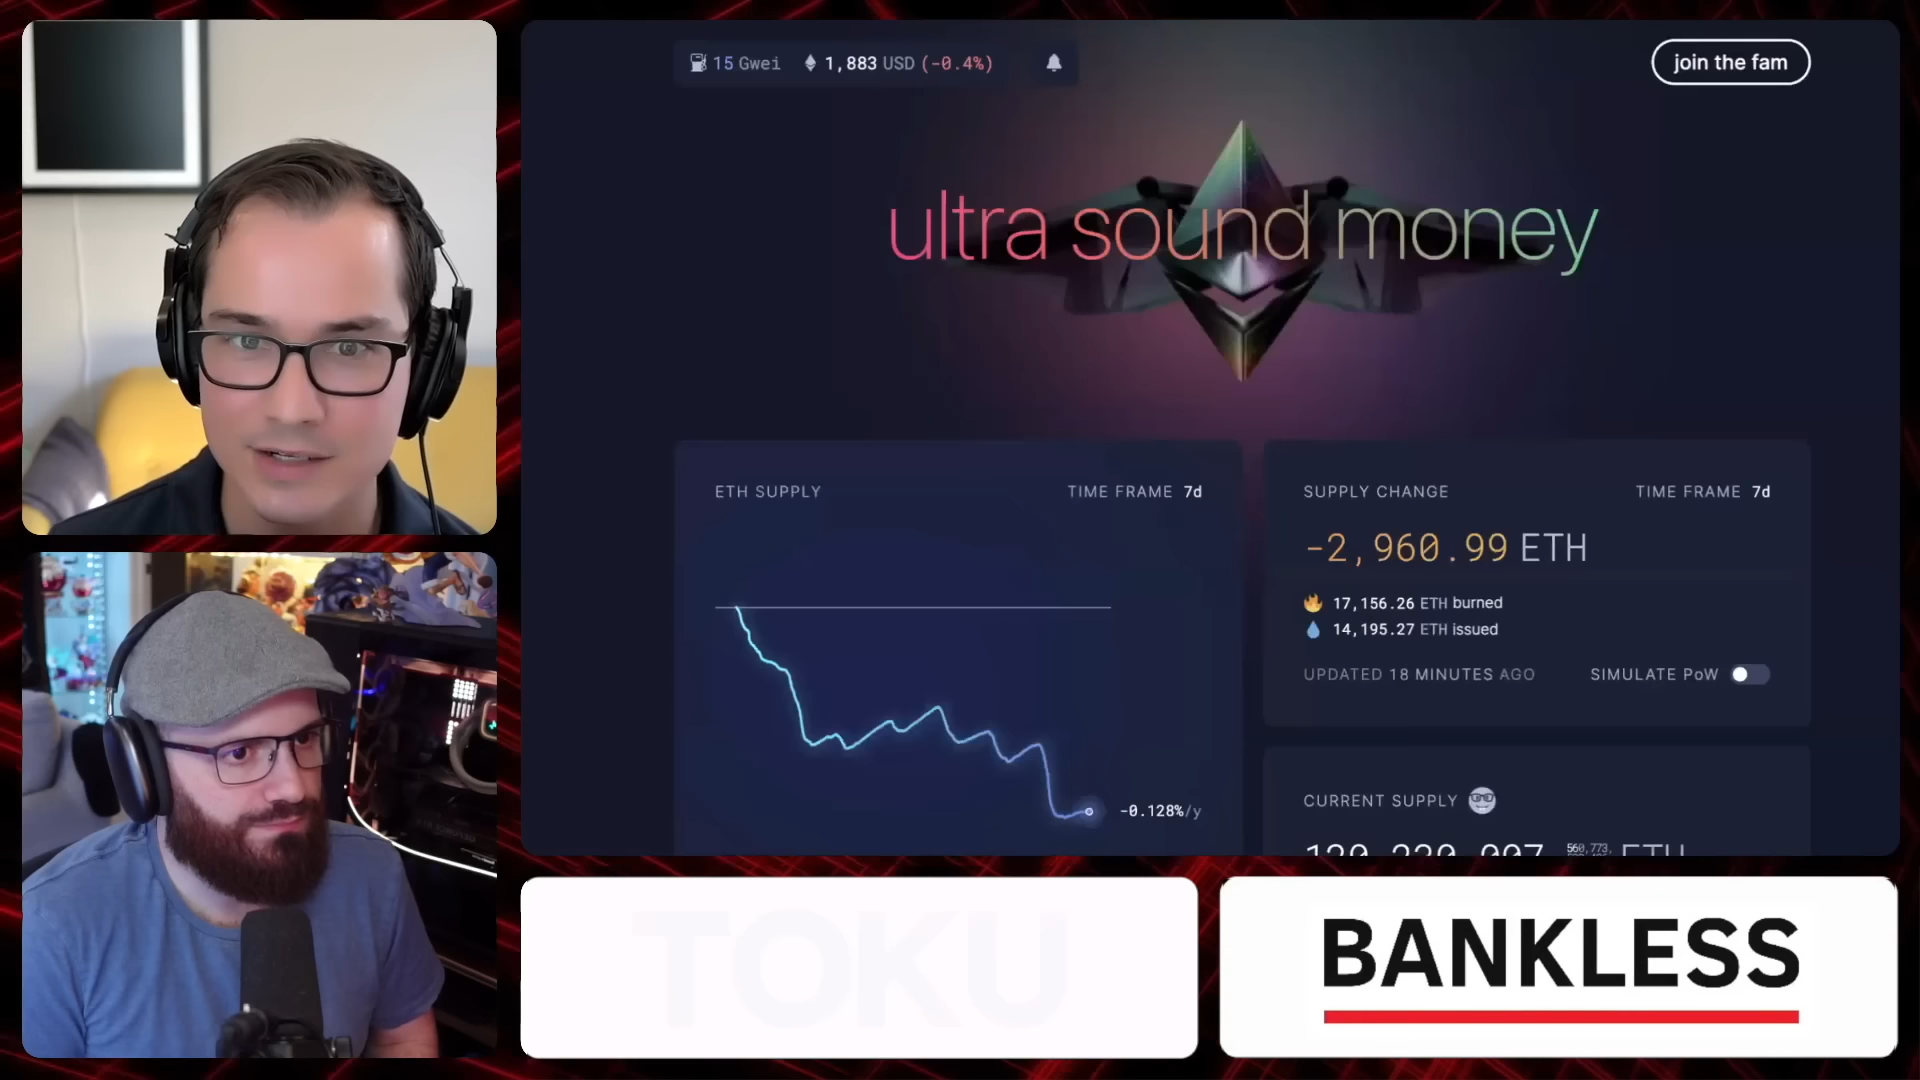 15 Gwei 1,883 USD (-0.4%)
join the fam
ultra sound money
ETH SUPPLY TIME FRAME 7d
-0.128%/y
SUPPLY CHANGE TIME FRAME 7d
-2,960.99 ETH
17,156.26 ETH burned
14,195.27 ETH issued
UPDATED 18 MINUTES AGO SIMULATE PoW
CURRENT SUPPLY
ETH
TOKU
BANKLESS